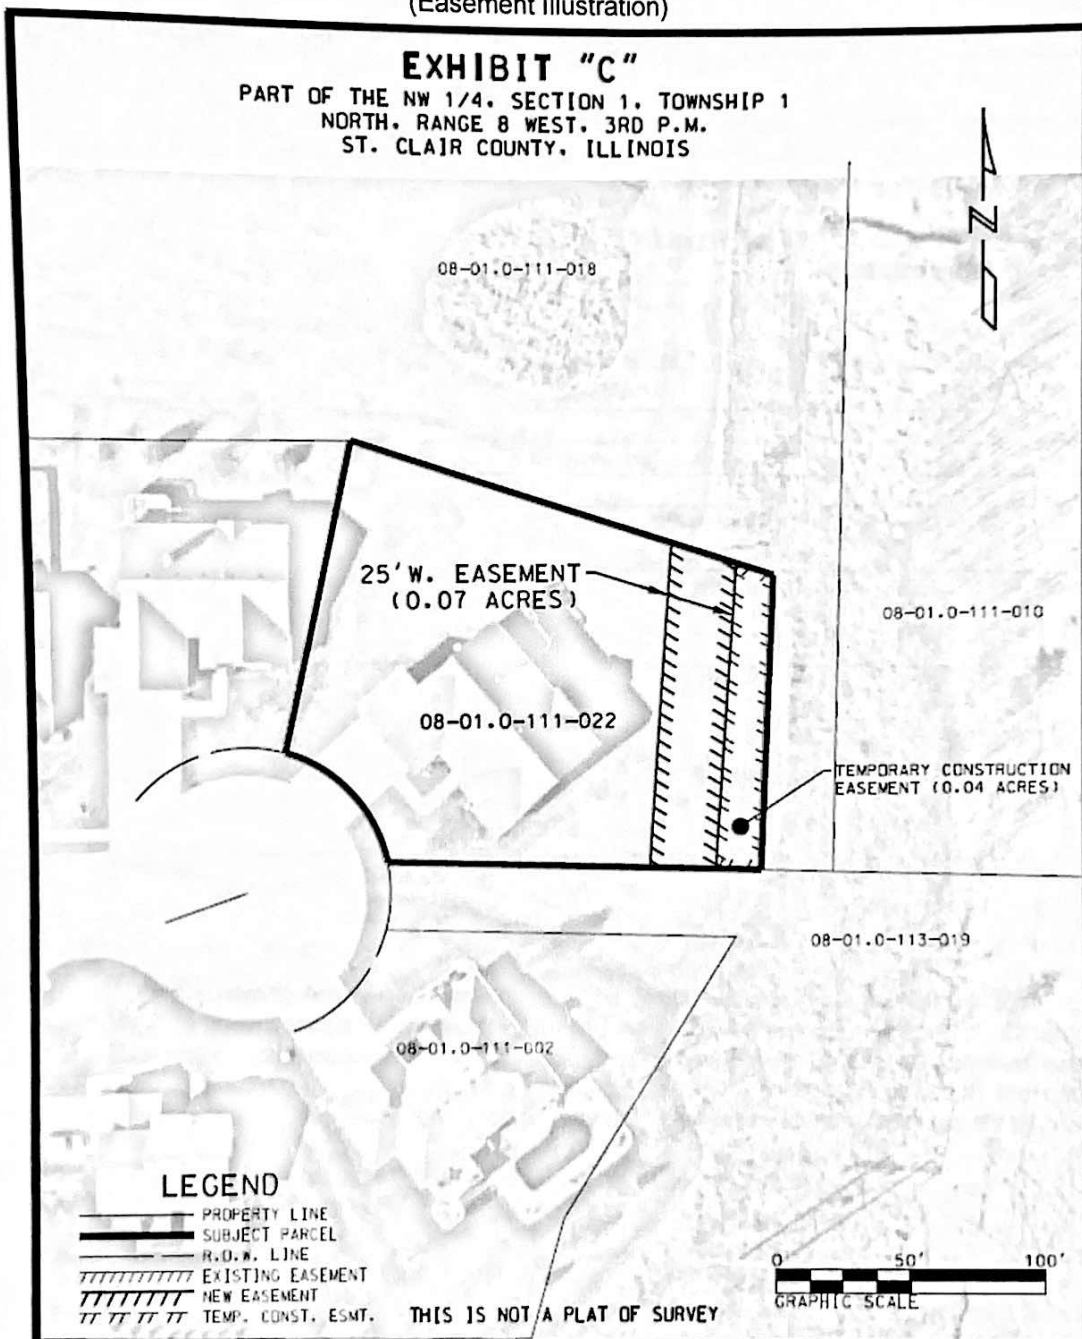 (Easement Illustration)
EXHIBIT "C"
PART OF THE NW 1/4. SECTION 1. TOWNSHIP 1
NORTH. RANGE 8 WEST. 3RD P.M.
ST. CLAIR COUNTY. ILLINOIS
N
08-01.0-111-018
25'W. EASEMENT
(0.07 ACRES)
08-01.0-111-010
08-01.0-111-022
TEMPORARY CONSTRUCTION
EASEMENT (0.04 ACRES)
08-01.0-113-019
08-01.0-111-002
LEGEND
PROPERTY LINE
SUBJECT PARCEL
R.O.W. LINE
EXISTING EASEMENT
NEW EASEMENT
TEMP. CONST. ESMT.
THIS IS NOT A PLAT OF SURVEY
0' 50' 100'
GRAPHIC SCALE